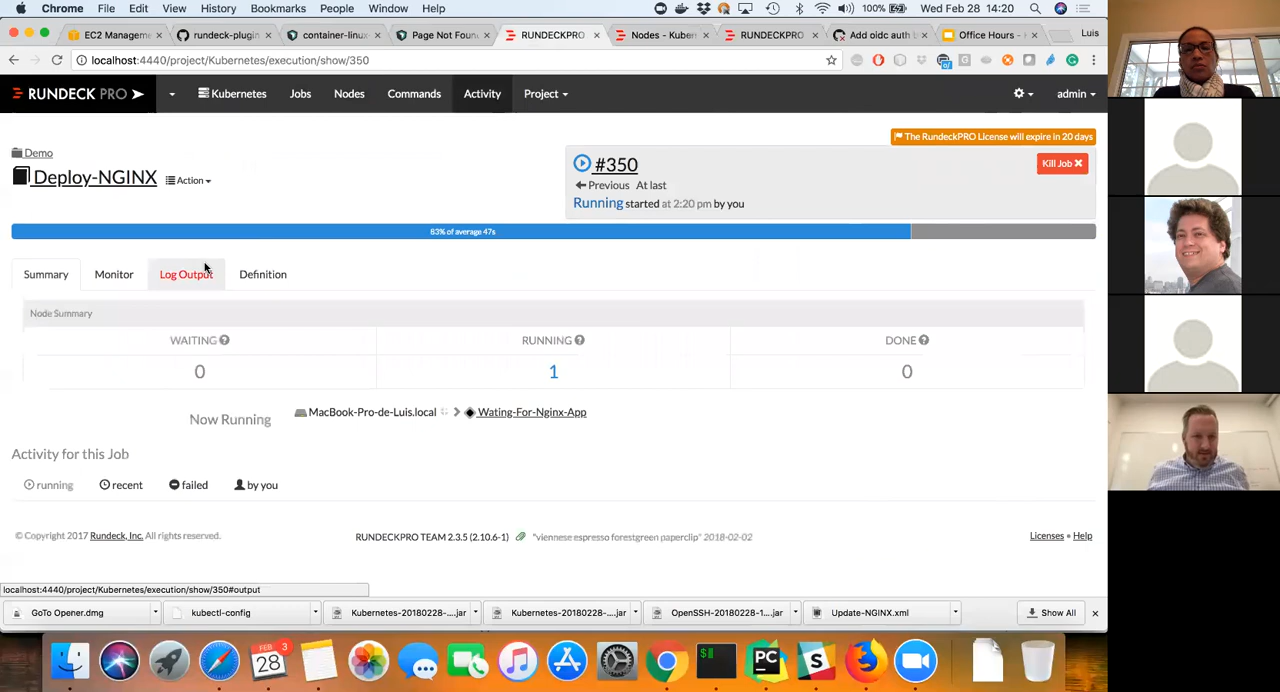 Chrome File Edit View History Bookmarks People Window Help 100% Wed Feb 28 14:20
EC2 Manageme rundeck-plugin container-linux Page Not Foun RUNDECKPRO Nodes - Kuber RUNDECKPRO Add oidc auth b Office Hours - Luis
localhost:4440/project/Kubernetes/execution/show/350
RUNDECK PRO Kubernetes Jobs Nodes Commands Activity Project admin
The RundeckPRO License will expire in 20 days
Demo
Deploy-NGINX Action
#350 Kill Job
Previous At last
Running started at 2:20 pm by you
83% of average 47s
Summary Monitor Log Output Definition
Node Summary
WAITING RUNNING DONE
0 1 0
Now Running MacBook-Pro-de-Luis.local Wating-For-Nginx-App
Activity for this Job
running recent failed by you
© Copyright 2017 Rundeck, Inc. All rights reserved. RUNDECKPRO TEAM 2.3.5 (2.10.6-1) "viennese espresso forestgreen paperclip" 2018-02-02 Licenses • Help
localhost:4440/project/Kubernetes/execution/show/350#output
GoTo Opener.dmg kubectl-config Kubernetes-20180228-....jar Kubernetes-20180228-....jar OpenSSH-20180228-1....jar Update-NGINX.xml Show All
FEB 3
28 $ PC S